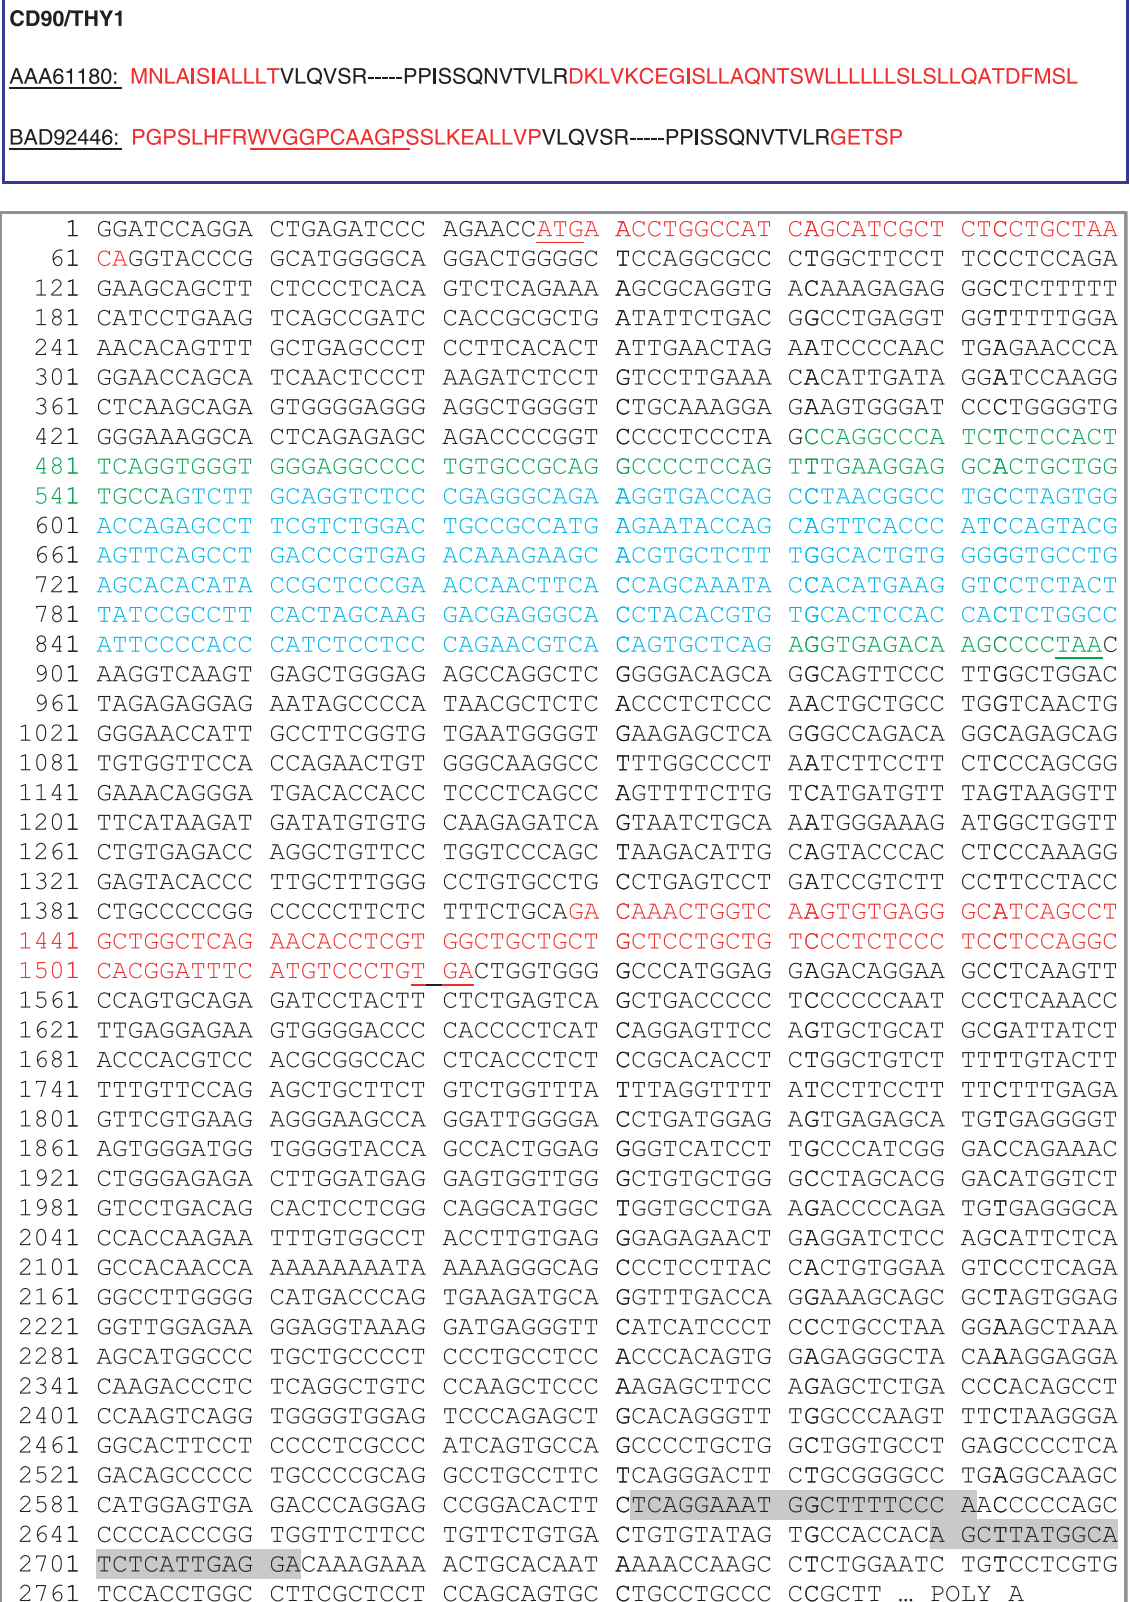 CD90/THY1
AAA61180: MNLAISIALLLTVLQVSR-----PPISSQNVTVLRDKLVKCEGISLLAQNTSWLLLLLLSLSLLQATDFMSL
BAD92446: PGPSLHFRWVGGPCAAGPSSLKEALLVPVLQVSR-----PPISSQNVTVLRGETSP
1 GGATCCAGGA CTGAGATCCC AGAACCATGA ACCTGGCCAT CAGCATCGCT CTCCTGCTAA
61 CAGGTACCCG GCATGGGGCA GGACTGGGGC TCCAGGCGCC CTGGCTTCCT TCCCTCCAGA
121 GAAGCAGCTT CTCCCTCACA GTCTCAGAAA AGCGCAGGTG ACAAAGAGAG GGCTCTTTTT
181 CATCCTGAAG TCAGCCGATC CACCGCGCTG ATATTCTGAC GGCCTGAGGT GGTTTTTGGA
241 AACACAGTTT GCTGAGCCCT CCTTCACACT ATTGAACTAG AATCCCCAAC TGAGAACCCA
301 GGAACCAGCA TCAACTCCCT AAGATCTCCT GTCCTTGAAA CACATTGATA GGATCCAAGG
361 CTCAAGCAGA GTGGGGAGGG AGGCTGGGGT CTGCAAAGGA GAAGTGGGAT CCCTGGGGTG
421 GGGAAAGGCA CTCAGAGAGC AGACCCCGGT CCCCTCCCTAG CCAGGCCCA TCTCTCCACT
481 TCAGGTGGGT GGGAGGCCCC TGTGCCGCAG GCCCCTCCAG TTTGAAGGAG GCACTGCTGG
541 TGCCAGTCTT GCAGGTCTCC CGAGGGCAGA AGGTGACCAG CCTAACGGCC TGCCTAGTGG
601 ACCAGAGCCT TCGTCTGGAC TGCCGCCATG AGAATACCAG CAGTTCACCC ATCCAGTACG
661 AGTTCAGCCT GACCCGTGAG ACAAAGAAGC ACGTGCTCTT TGGCACTGTG GGGGTGCCTG
721 AGCACACATA CCGCTCCCGA ACCAACTTCA CCAGCAAATA CCACATGAAG GTCCTCTACT
781 TATCCGCCTT CACTAGCAAG GACGAGGGCA CCTACACGTG TGCACTCCAC CACTCTGGCC
841 ATTCCCCACC CATCTCCTCC CAGAACGTCA CAGTGCTCAG AGGTGAGACA AGCCCCTAAC
901 AAGGTCAAGT GAGCTGGGAG AGCCAGGCTC GGGGACAGCA GGCAGTTCCC TTGGCTGGAC
961 TAGAGAGGAG AATAGCCCCA TAACGCTCTC ACCCTCTCCC AACTGCTGCC TGGTCAACTG
1021 GGGAACCATT GCCTTCGGTG TGAATGGGGT GAAGAGCTCA GGGCCAGACA GGCAGAGCAG
1081 TGTGGTTCCA CCAGAACTGT GGGCAAGGCC TTTGGCCCCT AATCTTCCTT CTCCCAGCGG
1141 GAAACAGGGA TGACACCACC TCCCTCAGCC AGTTTTCTTG TCATGATGTT TAGTAAGGTT
1201 TTCATAAGAT GATATGTGTG CAAGAGATCA GTAATCTGCA AATGGGAAAG ATGGCTGGTT
1261 CTGTGAGACC AGGCTGTTCC TGGTCCCAGC TAAGACATTG CAGTACCCAC CTCCCAAAGG
1321 GAGTACACCC TTGCTTTGGG CCTGTGCCTG CCTGAGTCCT GATCCGTCTT CCTTCCTACC
1381 CTGCCCCCGG CCCCCTTCTC TTTCTGCAGA CAAACTGGTC AAGTGTGAGG GCATCAGCCT
1441 GCTGGCTCAG AACACCTCGT GGCTGCTGCT GCTCCTGCTG TCCCTCTCCC TCCTCCAGGC
1501 CACGGATTTC ATGTCCCTGT GACTGGTGGG GCCCATGGAG GAGACAGGAA GCCTCAAGTT
1561 CCAGTGCAGA GATCCTACTT CTCTGAGTCA GCTGACCCCC TCCCCCCAAT CCCTCAAACC
1621 TTGAGGAGAA GTGGGGACCC CACCCCTCAT CAGGAGTTCC AGTGCTGCAT GCGATTATCT
1681 ACCCACGTCC ACGCGGCCAC CTCACCCTCT CCGCACACCT CTGGCTGTCT TTTTGTACTT
1741 TTTGTTCCAG AGCTGCTTCT GTCTGGTTTA TTTAGGTTTT ATCCTTCCTT TTCTTTGAGA
1801 GTTCGTGAAG AGGGAAGCCA GGATTGGGGA CCTGATGGAG AGTGAGAGCA TGTGAGGGGT
1861 AGTGGGATGG TGGGGTACCA GCCACTGGAG GGGTCATCCT TGCCCATCGG GACCAGAAAC
1921 CTGGGAGAGA CTTGGATGAG GAGTGGTTGG GCTGTGCTGG GCCTAGCACG GACATGGTCT
1981 GTCCTGACAG CACTCCTCGG CAGGCATGGC TGGTGCCTGA AGACCCCAGA TGTGAGGGCA
2041 CCACCAAGAA TTTGTGGCCT ACCTTGTGAG GGAGAGAACT GAGGATCTCC AGCATTCTCA
2101 GCCACAACCA AAAAAAAATA AAAAGGGCAG CCCTCCTTACC ACTGTGGAA GTCCCTCAGA
2161 GGCCTTGGGG CATGACCCAG TGAAGATGCA GGTTTGACCA GGAAAGCAGC GCTAGTGGAG
2221 GGTTGGAGAA GGAGGTAAAG GATGAGGGTT CATCATCCCT CCCTGCCTAA GGAAGCTAAA
2281 AGCATGGCCC TGCTGCCCCT CCCTGCCTCC ACCCACAGTG GAGAGGGCTA CAAAGGAGGA
2341 CAAGACCCTC TCAGGCTGTC CCAAGCTCCC AAGAGCTTCC AGAGCTCTGA CCCACAGCCT
2401 CCAAGTCAGG TGGGGTGGAG TCCCAGAGCT GCACAGGGTT TGGCCCAAGT TTCTAAGGGA
2461 GGCACTTCCT CCCCTCGCCC ATCAGTGCCA GCCCCTGCTG GCTGGTGCCT GAGCCCCTCA
2521 GACAGCCCCC TGCCCCGCAG GCCTGCCTTC TCAGGGACTT CTGCGGGGCC TGAGGCAAGC
2581 CATGGAGTGA GACCCAGGAG CCGGACACTT CTCAGGAAAT GGCTTTTCCC AACCCCCAGC
2641 CCCCACCCGG TGGTTCTTCC TGTTCTGTGA CTGTGTATAG TGCCACCACA GCTTATGGCA
2701 TCTCATTGAG GACAAAGAAA ACTGCACAAT AAAACCAAGC CTCTGGAATC TGTCCTCGTG
2761 TCCACCTGGC CTTCGCTCCT CCAGCAGTGC CTGCCTGCCC CCGCTT … POLY A